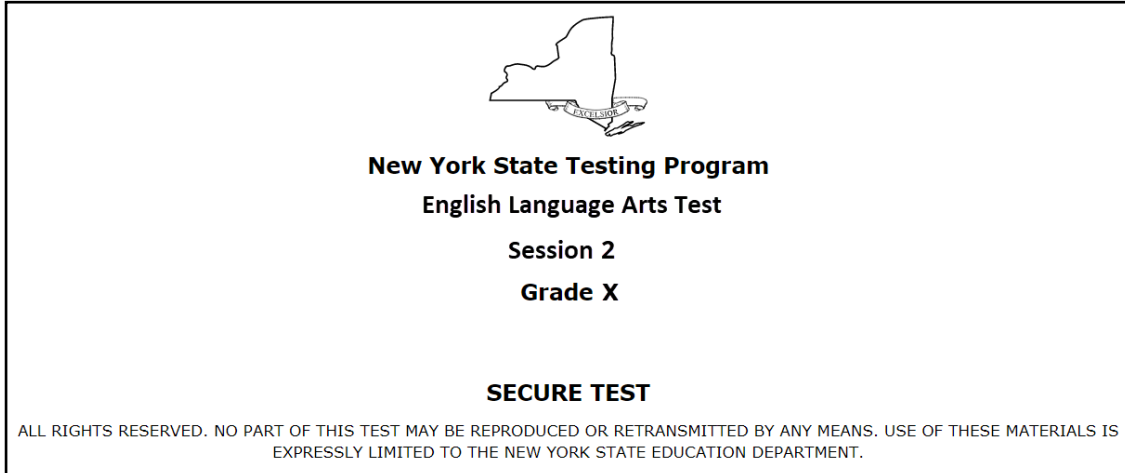 EXCELSIOR
New York State Testing Program
English Language Arts Test
Session 2
Grade X
SECURE TEST
ALL RIGHTS RESERVED. NO PART OF THIS TEST MAY BE REPRODUCED OR RETRANSMITTED BY ANY MEANS. USE OF THESE MATERIALS IS
EXPRESSLY LIMITED TO THE NEW YORK STATE EDUCATION DEPARTMENT.